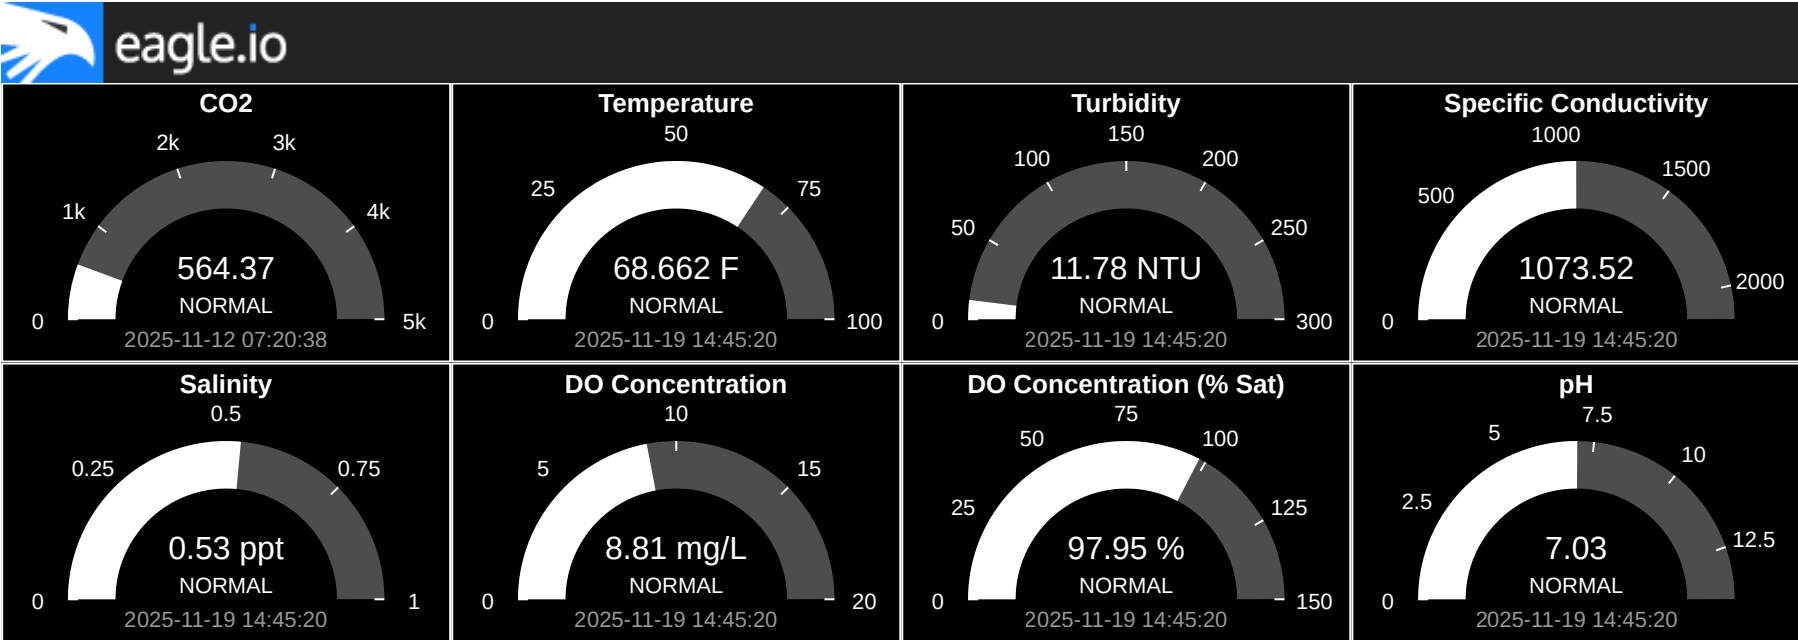 eagle.io
CO2
0
1k
2k
3k
4k
5k
564.37
NORMAL
2025-11-12 07:20:38
Temperature
0
25
50
75
100
68.662 F
NORMAL
2025-11-19 14:45:20
Turbidity
0
50
100
150
200
250
300
11.78 NTU
NORMAL
2025-11-19 14:45:20
Specific Conductivity
0
500
1000
1500
2000
1073.52
NORMAL
2025-11-19 14:45:20
Salinity
0
0.25
0.5
0.75
1
0.53 ppt
NORMAL
2025-11-19 14:45:20
DO Concentration
0
5
10
15
20
8.81 mg/L
NORMAL
2025-11-19 14:45:20
DO Concentration (% Sat)
0
25
50
75
100
125
150
97.95 %
NORMAL
2025-11-19 14:45:20
pH
0
2.5
5
7.5
10
12.5
7.03
NORMAL
2025-11-19 14:45:20